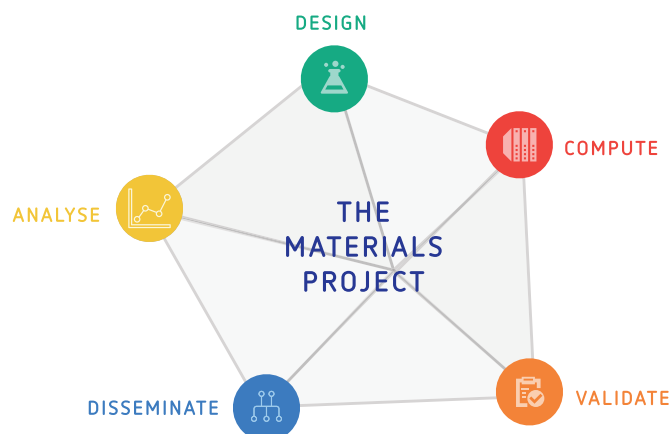 DESIGN
COMPUTE
THE
MATERIALS
PROJECT
ANALYSE
DISSEMINATE
VALIDATE